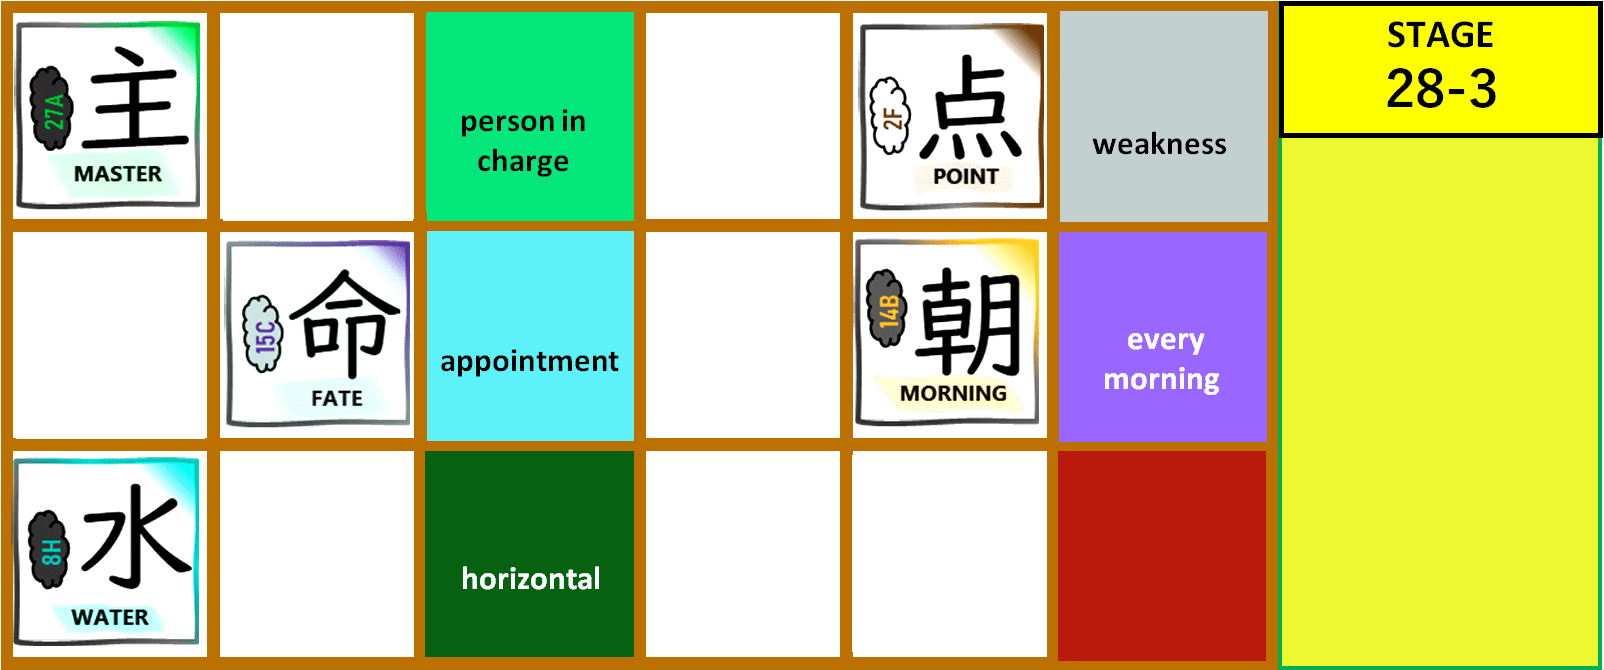 27A
主
MASTER
person in
charge
2F
点
POINT
weakness
STAGE
28-3
15C
命
FATE
appointment
14B
朝
MORNING
every
morning
8H
水
WATER
horizontal